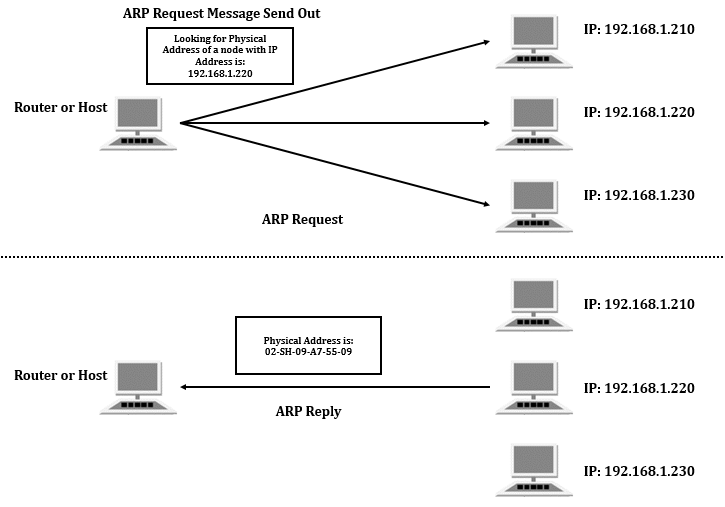 ARP Request Message Send Out
Looking for Physical
Address of a node with IP
Address is:
192.168.1.220
IP: 192.168.1.210
Router or Host
IP: 192.168.1.220
IP: 192.168.1.230
ARP Request
IP: 192.168.1.210
Physical Address is:
02-SH-09-A7-55-09
Router or Host
IP: 192.168.1.220
ARP Reply
IP: 192.168.1.230